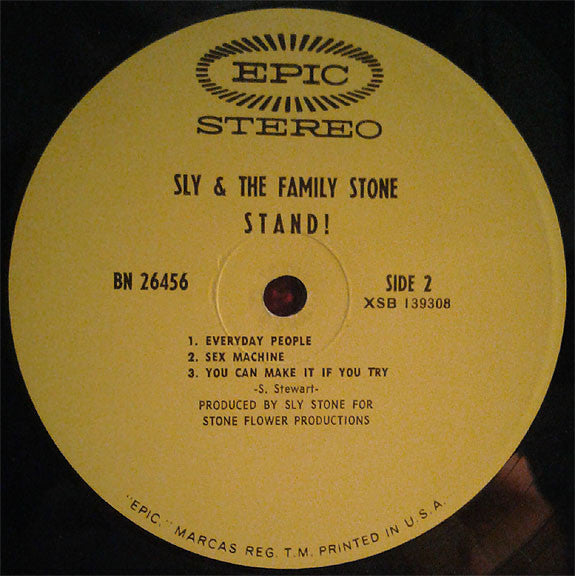 EPIC
STEREO
SLY & THE FAMILY STONE
STAND!
BN 26456
SIDE 2
XSB 139308
1. EVERYDAY PEOPLE
2. SEX MACHINE
3. YOU CAN MAKE IT IF YOU TRY
-S. Stewart-
PRODUCED BY SLY STONE FOR
STONE FLOWER PRODUCTIONS
"EPIC," MARCAS REG. T.M. PRINTED IN U.S.A.